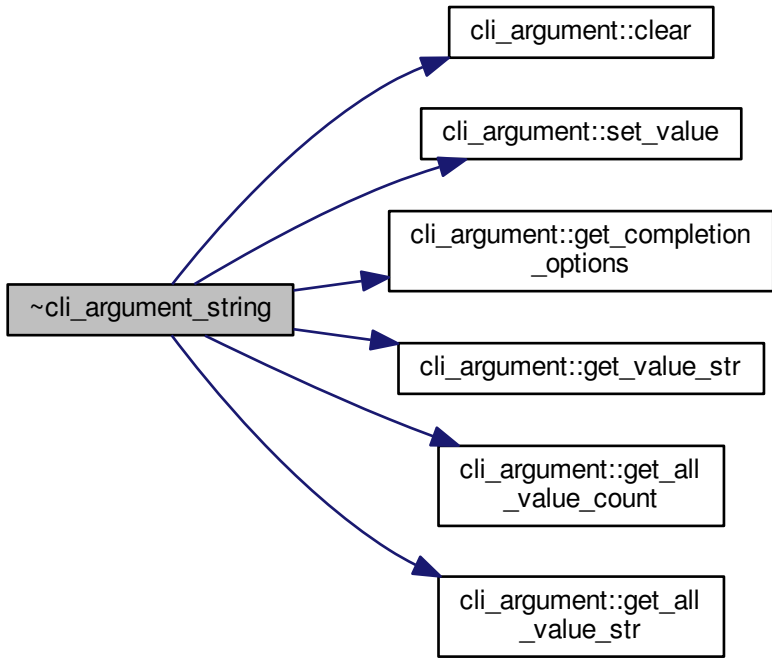 cli_argument::clear
cli_argument::set_value
cli_argument::get_completion
_options
~cli_argument_string
cli_argument::get_value_str
cli_argument::get_all
_value_count
cli_argument::get_all
_value_str